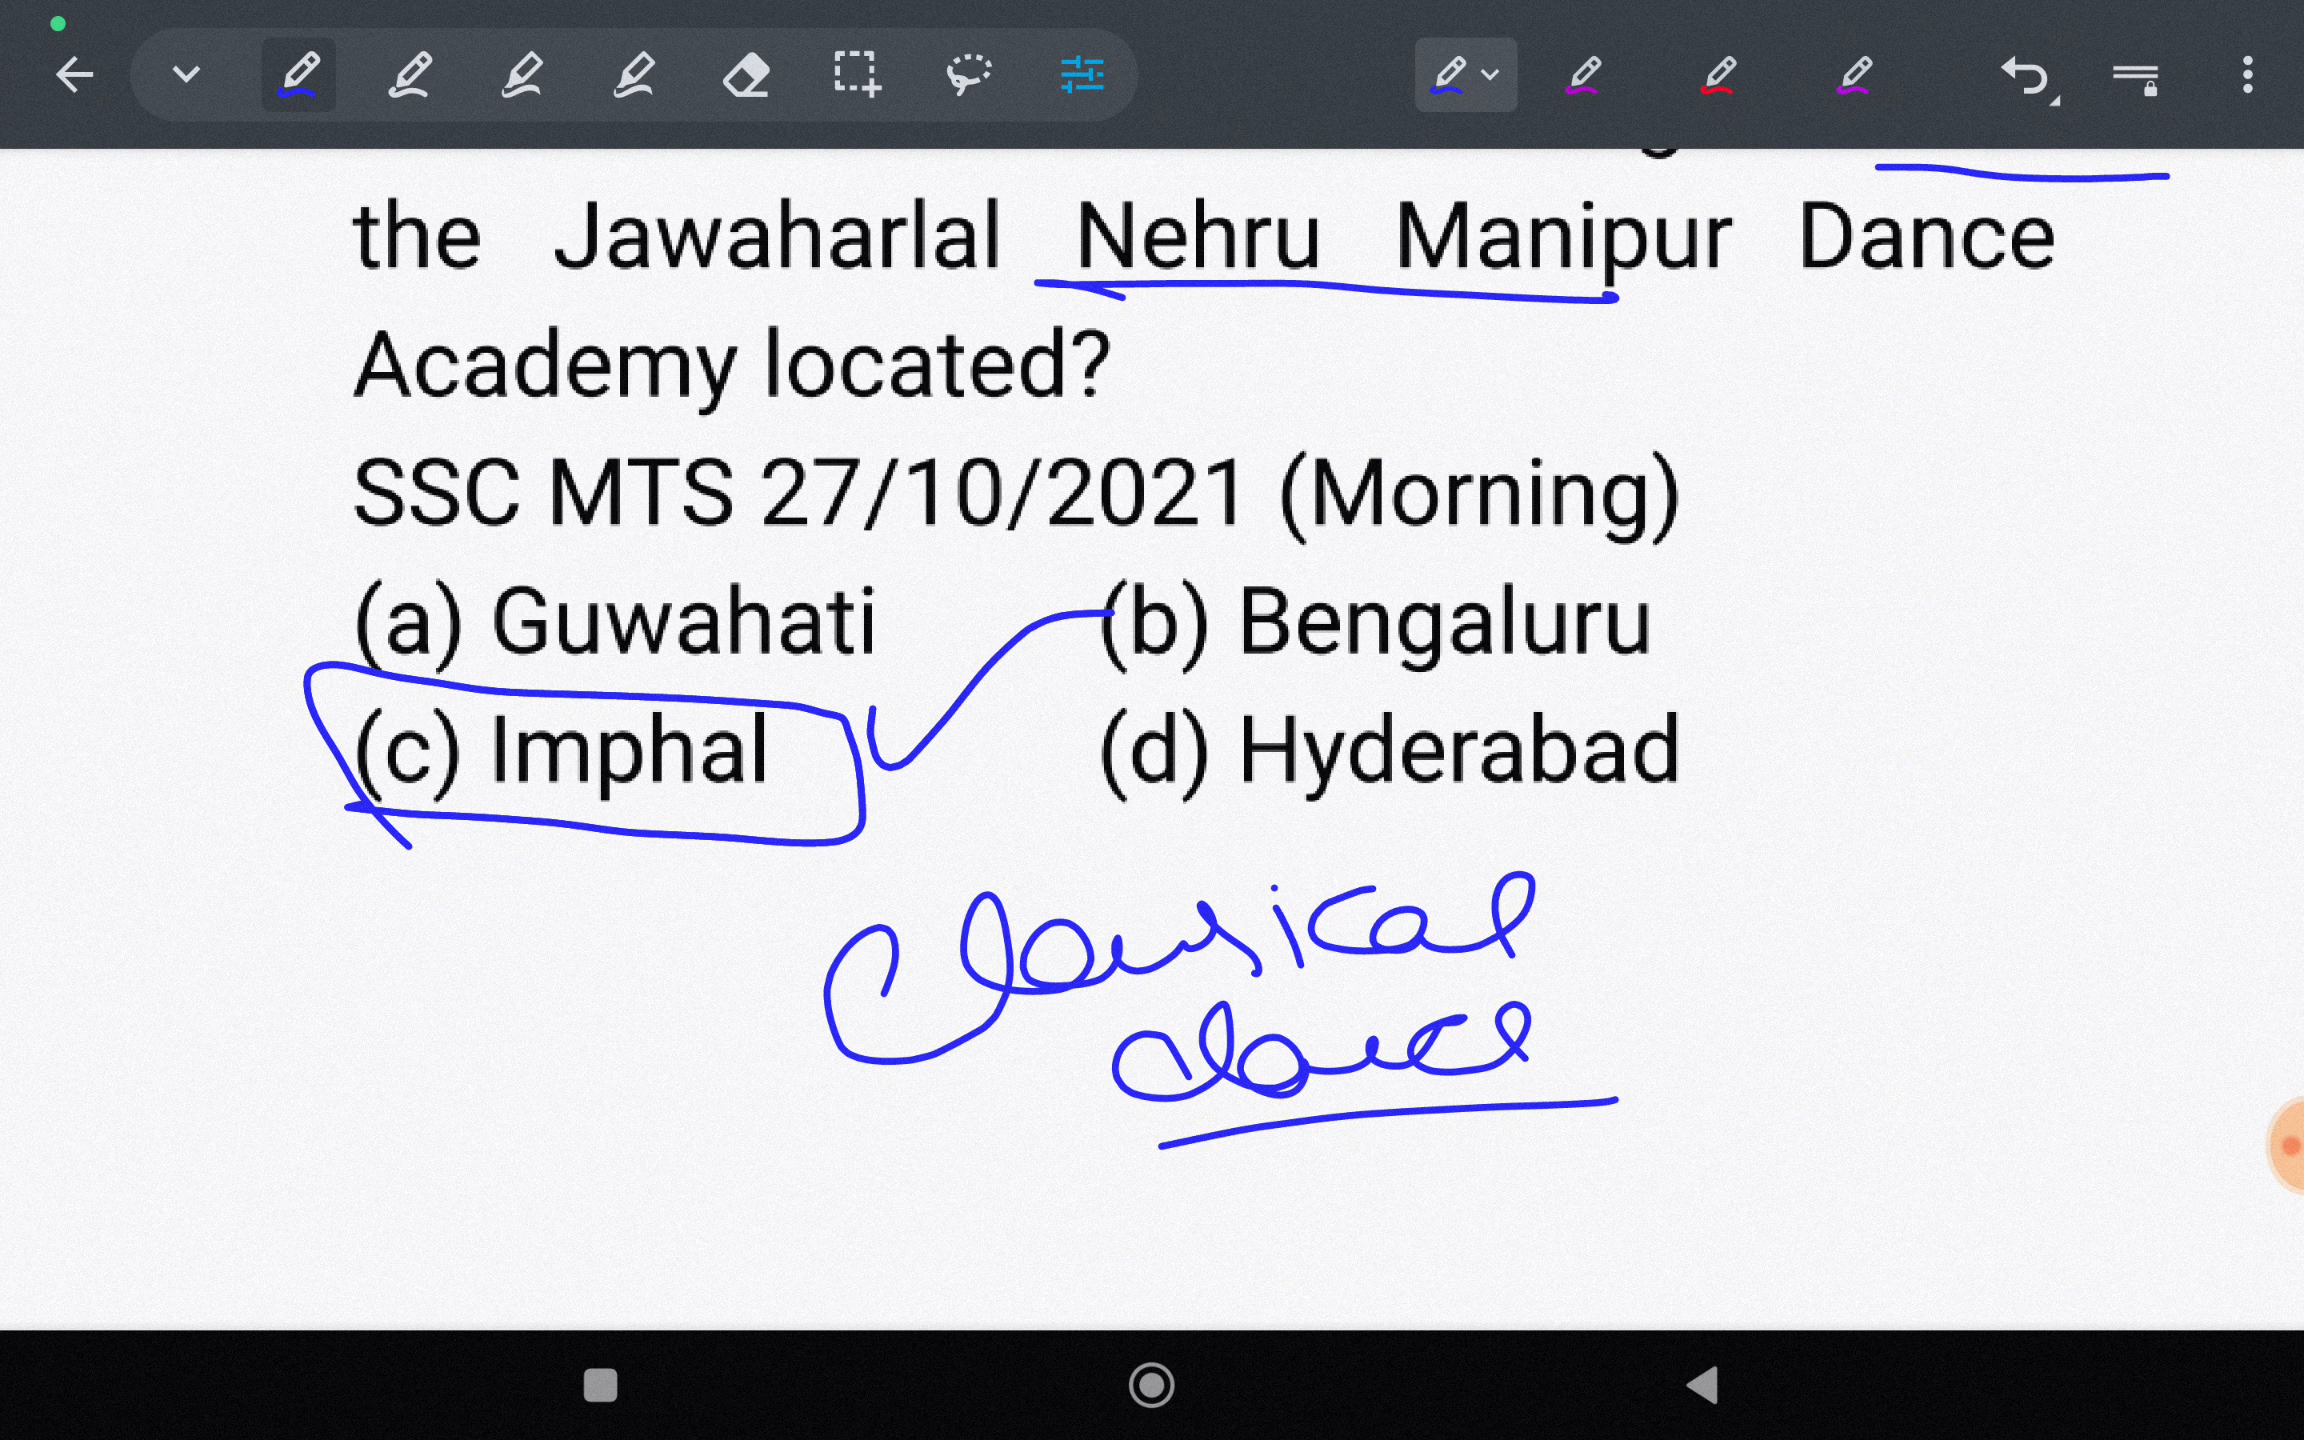 the Jawaharlal Nehru Manipur Dance
Academy located?
SSC MTS 27/10/2021 (Morning)
(a) Guwahati (b) Bengaluru
(c) Imphal (d) Hyderabad
Classical
dance